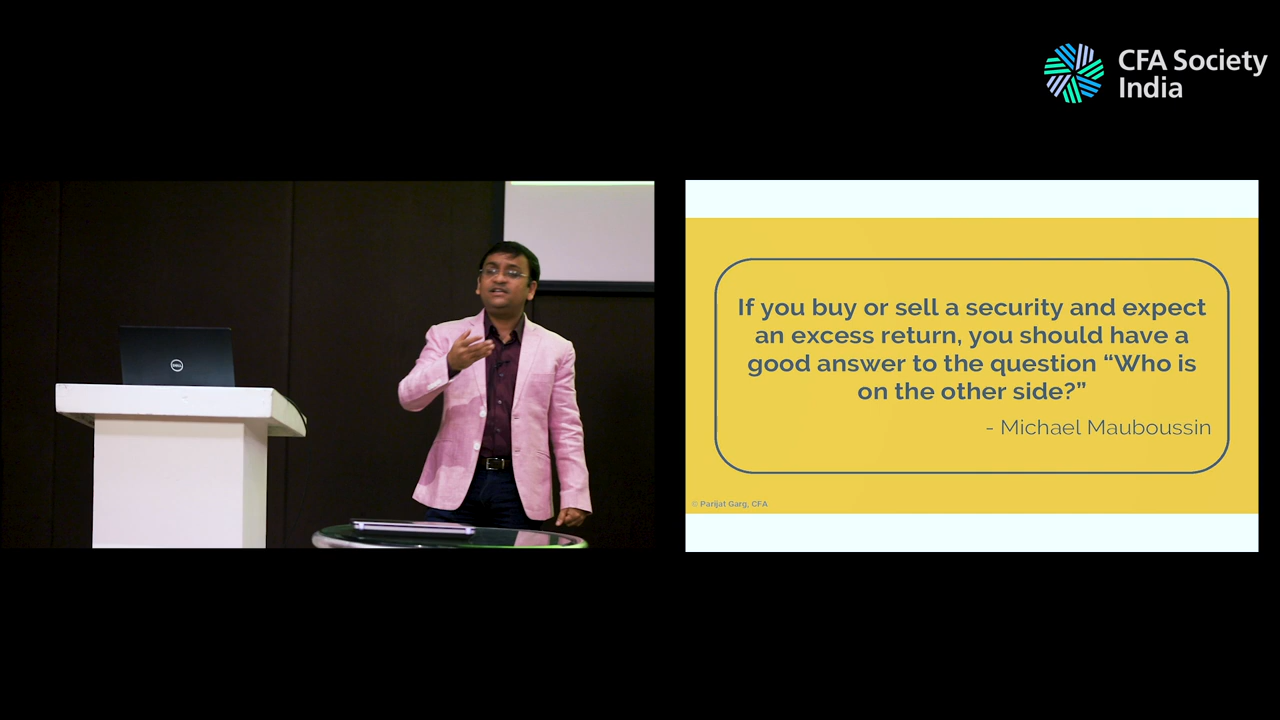 CFA Society
India
If you buy or sell a security and expect
an excess return, you should have a
good answer to the question “Who is
on the other side?”
- Michael Mauboussin
© Parijat Garg, CFA
DELL